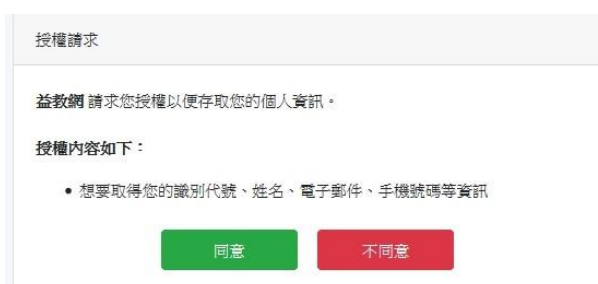 授權請求
益教網 請求您授權以便存取您的個人資訊。
授權內容如下：
• 想要取得您的識別代號、姓名、電子郵件、手機號碼等資訊
同意 不同意